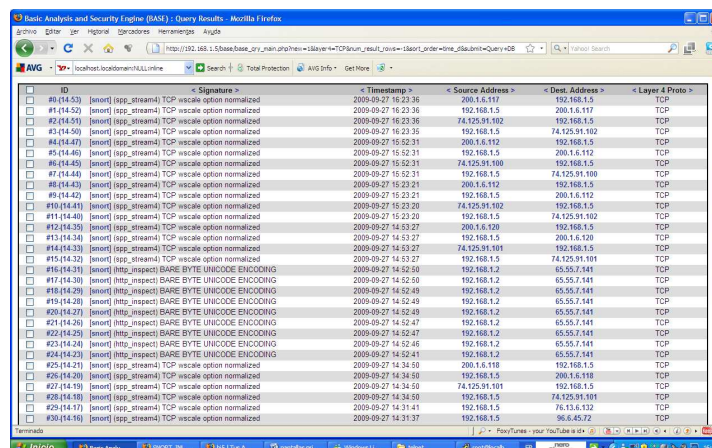 Basic Analysis and Security Engine (BASE) : Query Results - Mozilla Firefox
Archivo Editar Ver Historial Marcadores Herramientas Ayuda
http://192.168.1.5/base/base_qry_main.php?new=1&layer4=TCP&num_result_rows=-1&sort_order=time_d&submit=Query+DB Yahoo! Search
AVG localhost.localdomain:NULL:inline Search Total Protection AVG Info Get More
ID < Signature > < Timestamp > < Source Address > < Dest. Address > < Layer 4 Proto >
#0-(14-53) [snort] (spp_stream4) TCP wscale option normalized 2009-09-27 16:23:36 200.1.6.117 192.168.1.5 TCP
#1-(14-52) [snort] (spp_stream4) TCP wscale option normalized 2009-09-27 16:23:36 192.168.1.5 200.1.6.117 TCP
#2-(14-51) [snort] (spp_stream4) TCP wscale option normalized 2009-09-27 16:23:36 74.125.91.102 192.168.1.5 TCP
#3-(14-50) [snort] (spp_stream4) TCP wscale option normalized 2009-09-27 16:23:35 192.168.1.5 74.125.91.102 TCP
#4-(14-47) [snort] (spp_stream4) TCP wscale option normalized 2009-09-27 15:52:31 200.1.6.112 192.168.1.5 TCP
#5-(14-46) [snort] (spp_stream4) TCP wscale option normalized 2009-09-27 15:52:31 192.168.1.5 200.1.6.112 TCP
#6-(14-45) [snort] (spp_stream4) TCP wscale option normalized 2009-09-27 15:52:31 74.125.91.100 192.168.1.5 TCP
#7-(14-44) [snort] (spp_stream4) TCP wscale option normalized 2009-09-27 15:52:31 192.168.1.5 74.125.91.100 TCP
#8-(14-43) [snort] (spp_stream4) TCP wscale option normalized 2009-09-27 15:23:21 200.1.6.112 192.168.1.5 TCP
#9-(14-42) [snort] (spp_stream4) TCP wscale option normalized 2009-09-27 15:23:21 192.168.1.5 200.1.6.112 TCP
#10-(14-41) [snort] (spp_stream4) TCP wscale option normalized 2009-09-27 15:23:20 74.125.91.102 192.168.1.5 TCP
#11-(14-40) [snort] (spp_stream4) TCP wscale option normalized 2009-09-27 15:23:20 192.168.1.5 74.125.91.102 TCP
#12-(14-35) [snort] (spp_stream4) TCP wscale option normalized 2009-09-27 14:53:27 200.1.6.120 192.168.1.5 TCP
#13-(14-34) [snort] (spp_stream4) TCP wscale option normalized 2009-09-27 14:53:27 192.168.1.5 200.1.6.120 TCP
#14-(14-33) [snort] (spp_stream4) TCP wscale option normalized 2009-09-27 14:53:27 74.125.91.101 192.168.1.5 TCP
#15-(14-32) [snort] (spp_stream4) TCP wscale option normalized 2009-09-27 14:53:27 192.168.1.5 74.125.91.101 TCP
#16-(14-31) [snort] (http_inspect) BARE BYTE UNICODE ENCODING 2009-09-27 14:52:50 192.168.1.2 65.55.7.141 TCP
#17-(14-30) [snort] (http_inspect) BARE BYTE UNICODE ENCODING 2009-09-27 14:52:50 192.168.1.2 65.55.7.141 TCP
#18-(14-29) [snort] (http_inspect) BARE BYTE UNICODE ENCODING 2009-09-27 14:52:49 192.168.1.2 65.55.7.141 TCP
#19-(14-28) [snort] (http_inspect) BARE BYTE UNICODE ENCODING 2009-09-27 14:52:49 192.168.1.2 65.55.7.141 TCP
#20-(14-27) [snort] (http_inspect) BARE BYTE UNICODE ENCODING 2009-09-27 14:52:49 192.168.1.2 65.55.7.141 TCP
#21-(14-26) [snort] (http_inspect) BARE BYTE UNICODE ENCODING 2009-09-27 14:52:47 192.168.1.2 65.55.7.141 TCP
#22-(14-25) [snort] (http_inspect) BARE BYTE UNICODE ENCODING 2009-09-27 14:52:47 192.168.1.2 65.55.7.141 TCP
#23-(14-24) [snort] (http_inspect) BARE BYTE UNICODE ENCODING 2009-09-27 14:52:46 192.168.1.2 65.55.7.141 TCP
#24-(14-23) [snort] (http_inspect) BARE BYTE UNICODE ENCODING 2009-09-27 14:52:41 192.168.1.2 65.55.7.141 TCP
#25-(14-21) [snort] (spp_stream4) TCP wscale option normalized 2009-09-27 14:34:50 200.1.6.118 192.168.1.5 TCP
#26-(14-20) [snort] (spp_stream4) TCP wscale option normalized 2009-09-27 14:34:50 192.168.1.5 200.1.6.118 TCP
#27-(14-19) [snort] (spp_stream4) TCP wscale option normalized 2009-09-27 14:34:50 74.125.91.101 192.168.1.5 TCP
#28-(14-18) [snort] (spp_stream4) TCP wscale option normalized 2009-09-27 14:34:50 192.168.1.5 74.125.91.101 TCP
#29-(14-17) [snort] (spp_stream4) TCP wscale option normalized 2009-09-27 14:31:41 192.168.1.5 76.13.6.132 TCP
#30-(14-16) [snort] (spp_stream4) TCP wscale option normalized 2009-09-27 14:31:37 192.168.1.5 96.6.45.72 TCP
Terminado FoxyTunes - your YouTube is idle
Inicio